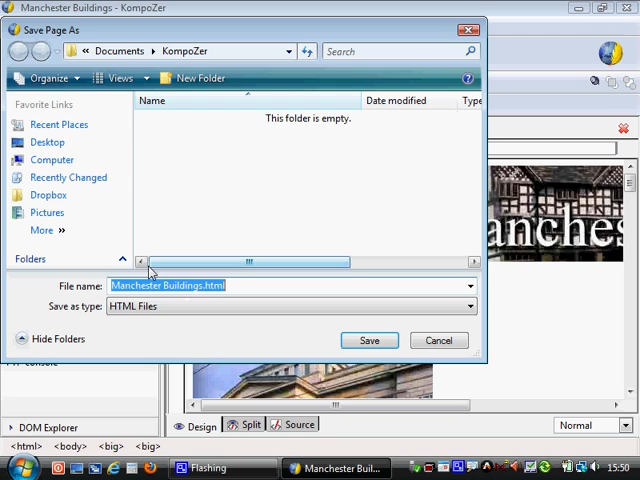 Manchester Buildings - KompoZer
Save Page As
« Documents KompoZer
Search
Organize Views New Folder
Favorite Links
Recent Places
Desktop
Computer
Recently Changed
Dropbox
Pictures
More »
Folders
Name Date modified Type
This folder is empty.
File name: Manchester Buildings.html
Save as type: HTML Files
Hide Folders Save Cancel
anches
DOM Explorer
Design Split Source Normal
<html> <body> <big> <big>
Flashing Manchester Buil... 15:50